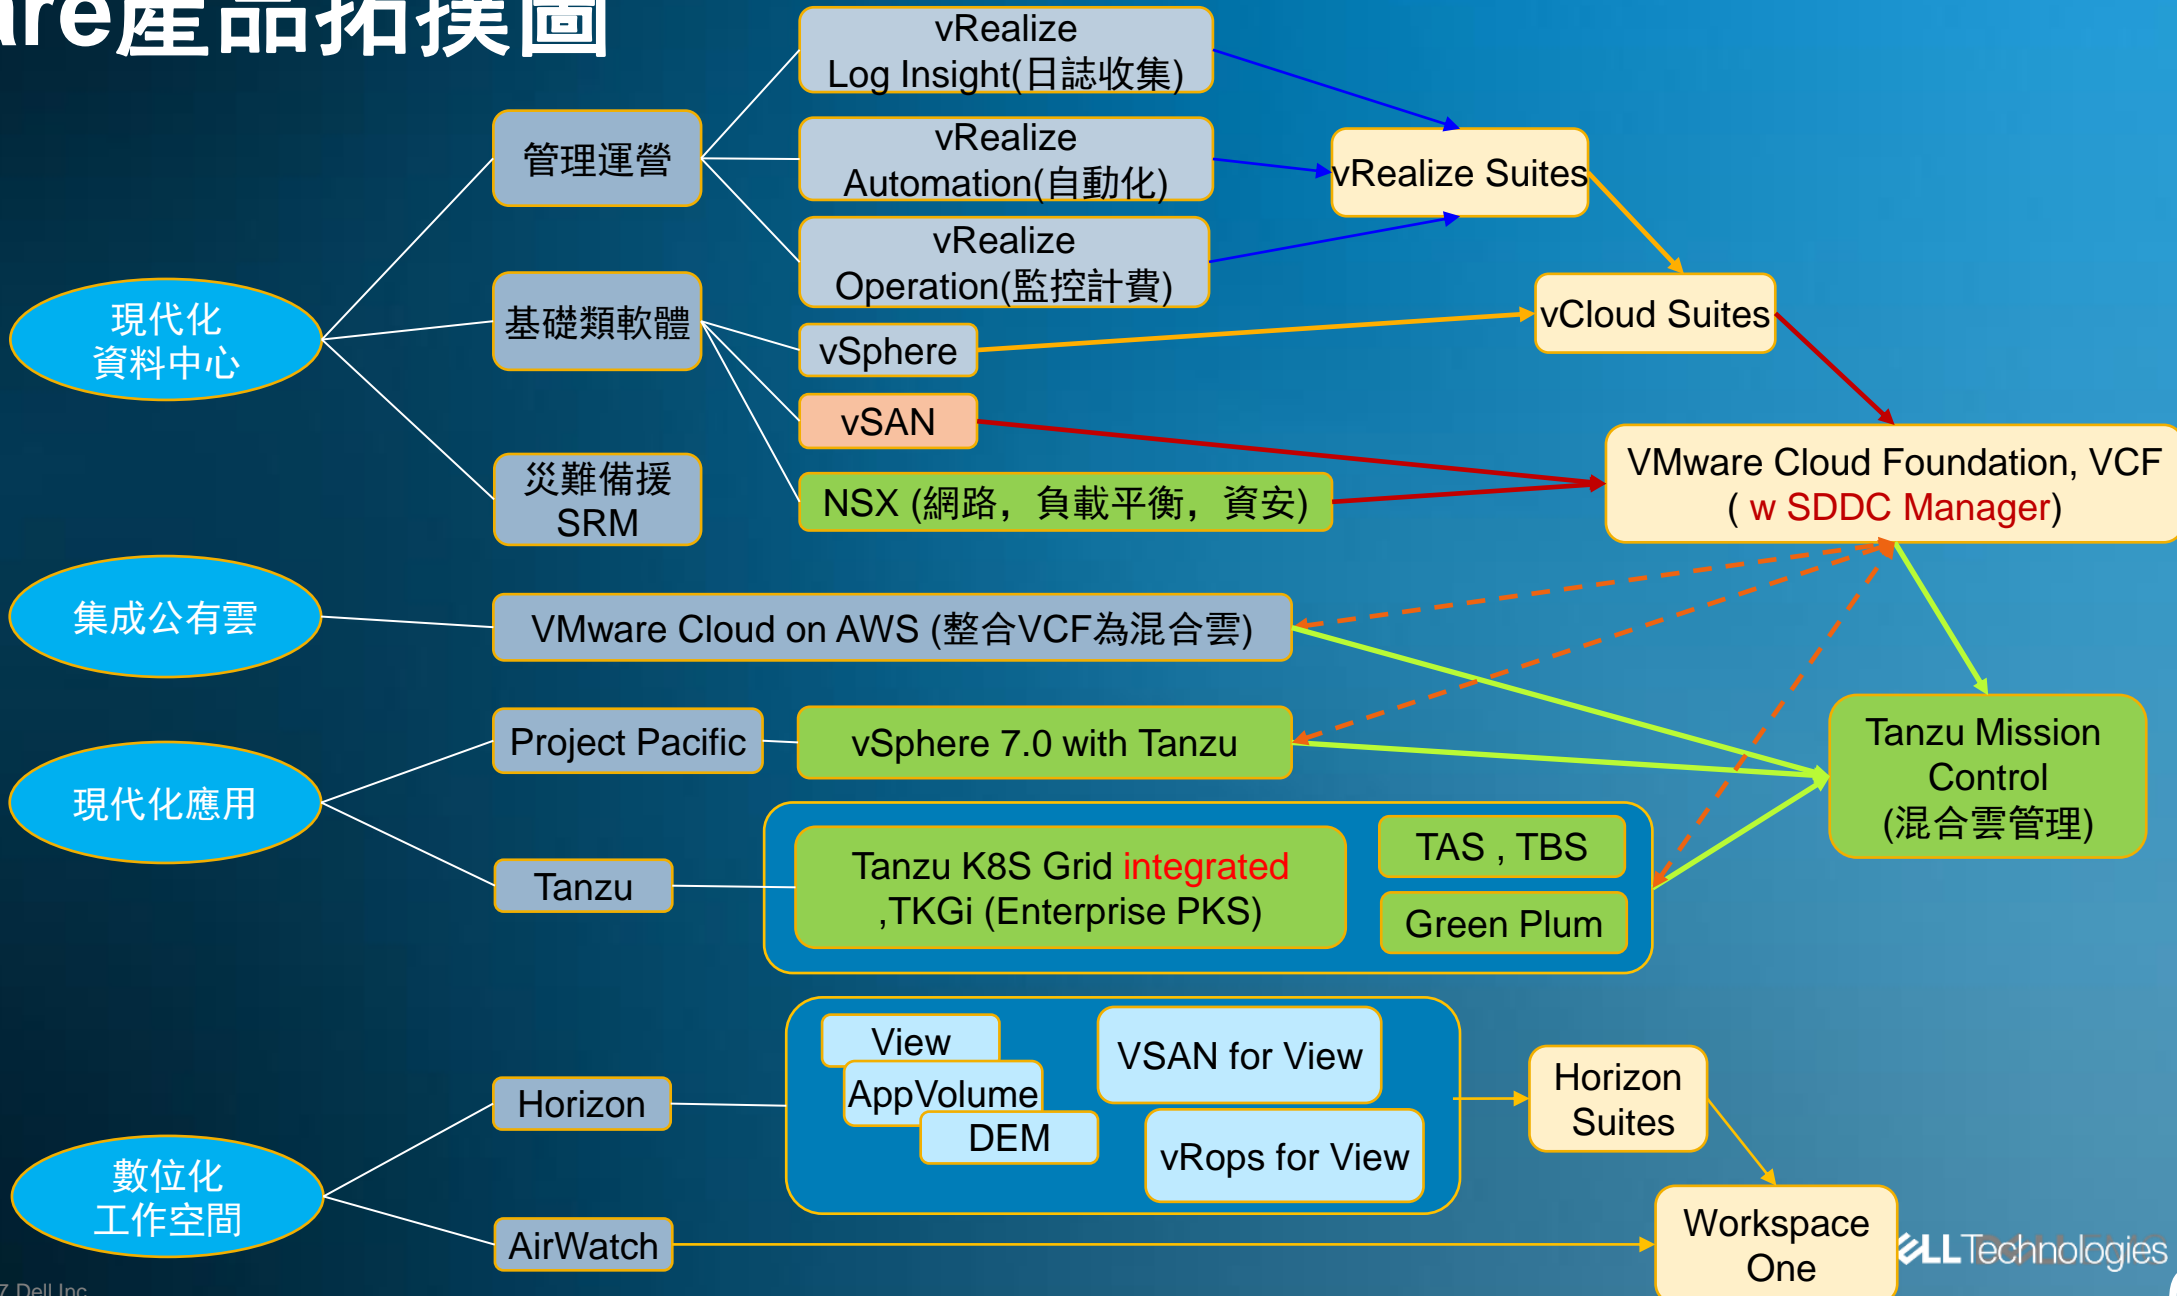 are產品拓撲圖
vRealize
Log Insight(日誌收集)
管理運營
vRealize
Automation(自動化)
vRealize Suites
vRealize
Operation(監控計費)
現代化
資料中心
基礎類軟體
vSphere
vCloud Suites
vSAN
災難備援
SRM
NSX (網路，負載平衡，資安)
VMware Cloud Foundation, VCF
( w SDDC Manager)
集成公有雲
VMware Cloud on AWS (整合VCF為混合雲)
Project Pacific
vSphere 7.0 with Tanzu
Tanzu Mission
Control
(混合雲管理)
現代化應用
Tanzu
Tanzu K8S Grid integrated
,TKGi (Enterprise PKS)
TAS , TBS
Green Plum
View
AppVolume
DEM
VSAN for View
vRops for View
Horizon
Horizon
Suites
數位化
工作空間
AirWatch
Workspace
One
ELLTechnologies
7 Dell Inc